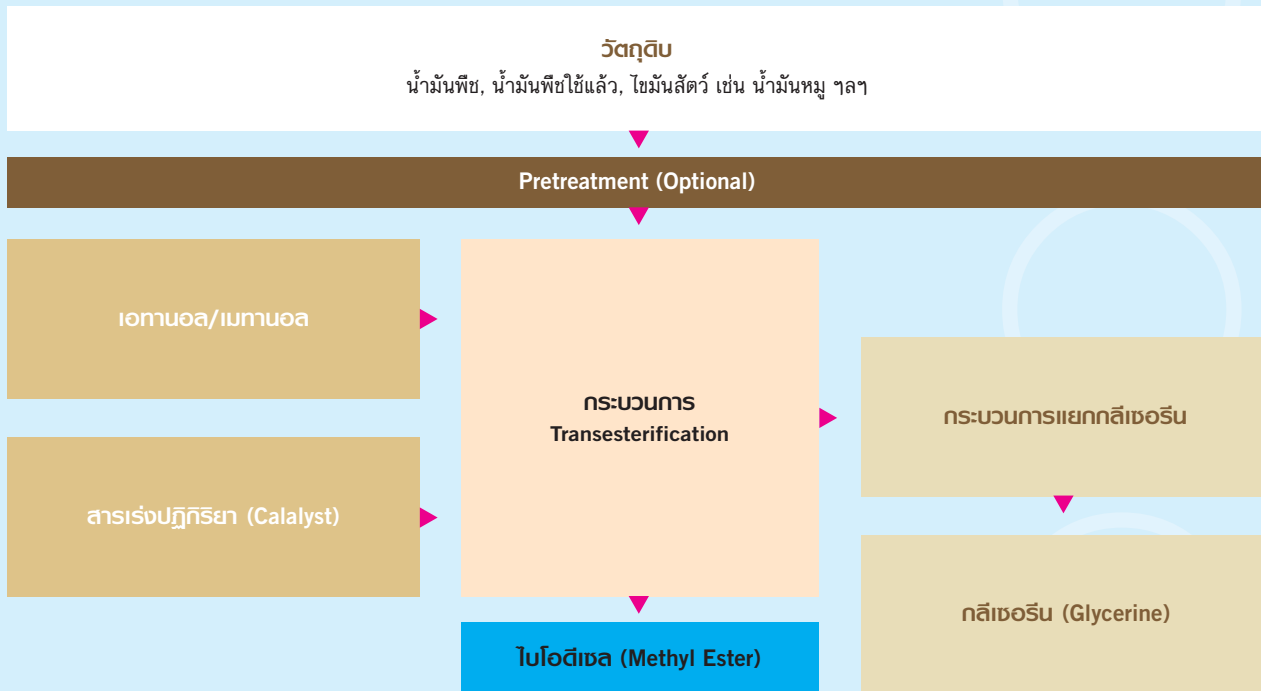 วัตถุดิบ
น้ำมันพืช, น้ำมันพืชใช้แล้ว, ไขมันสัตว์ เช่น น้ำมันหมู ฯลฯ
Pretreatment (Optional)
เอทานอล/เมทานอล
สารเร่งปฏิกิริยา (Calalyst)
กระบวนการ
Transesterification
กระบวนการแยกกลีเซอรีน
กลีเซอรีน (Glycerine)
ไบโอดีเซล (Methyl Ester)